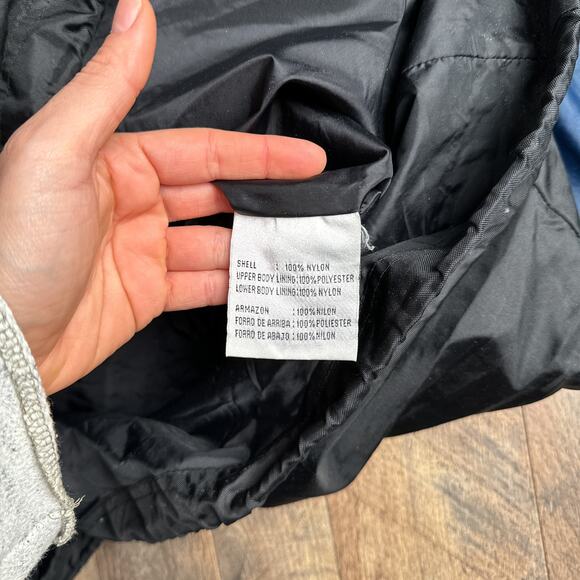 SHELL : 100% NYLON
UPPER BODY LINING:100%POLYESTER
LOWER BODY LINING:100% NYLON
ARMAZON :100%NILON
FORRO DE ARRIBA:100%POLIESTER
FORRO DE ABAJO:100%NILON